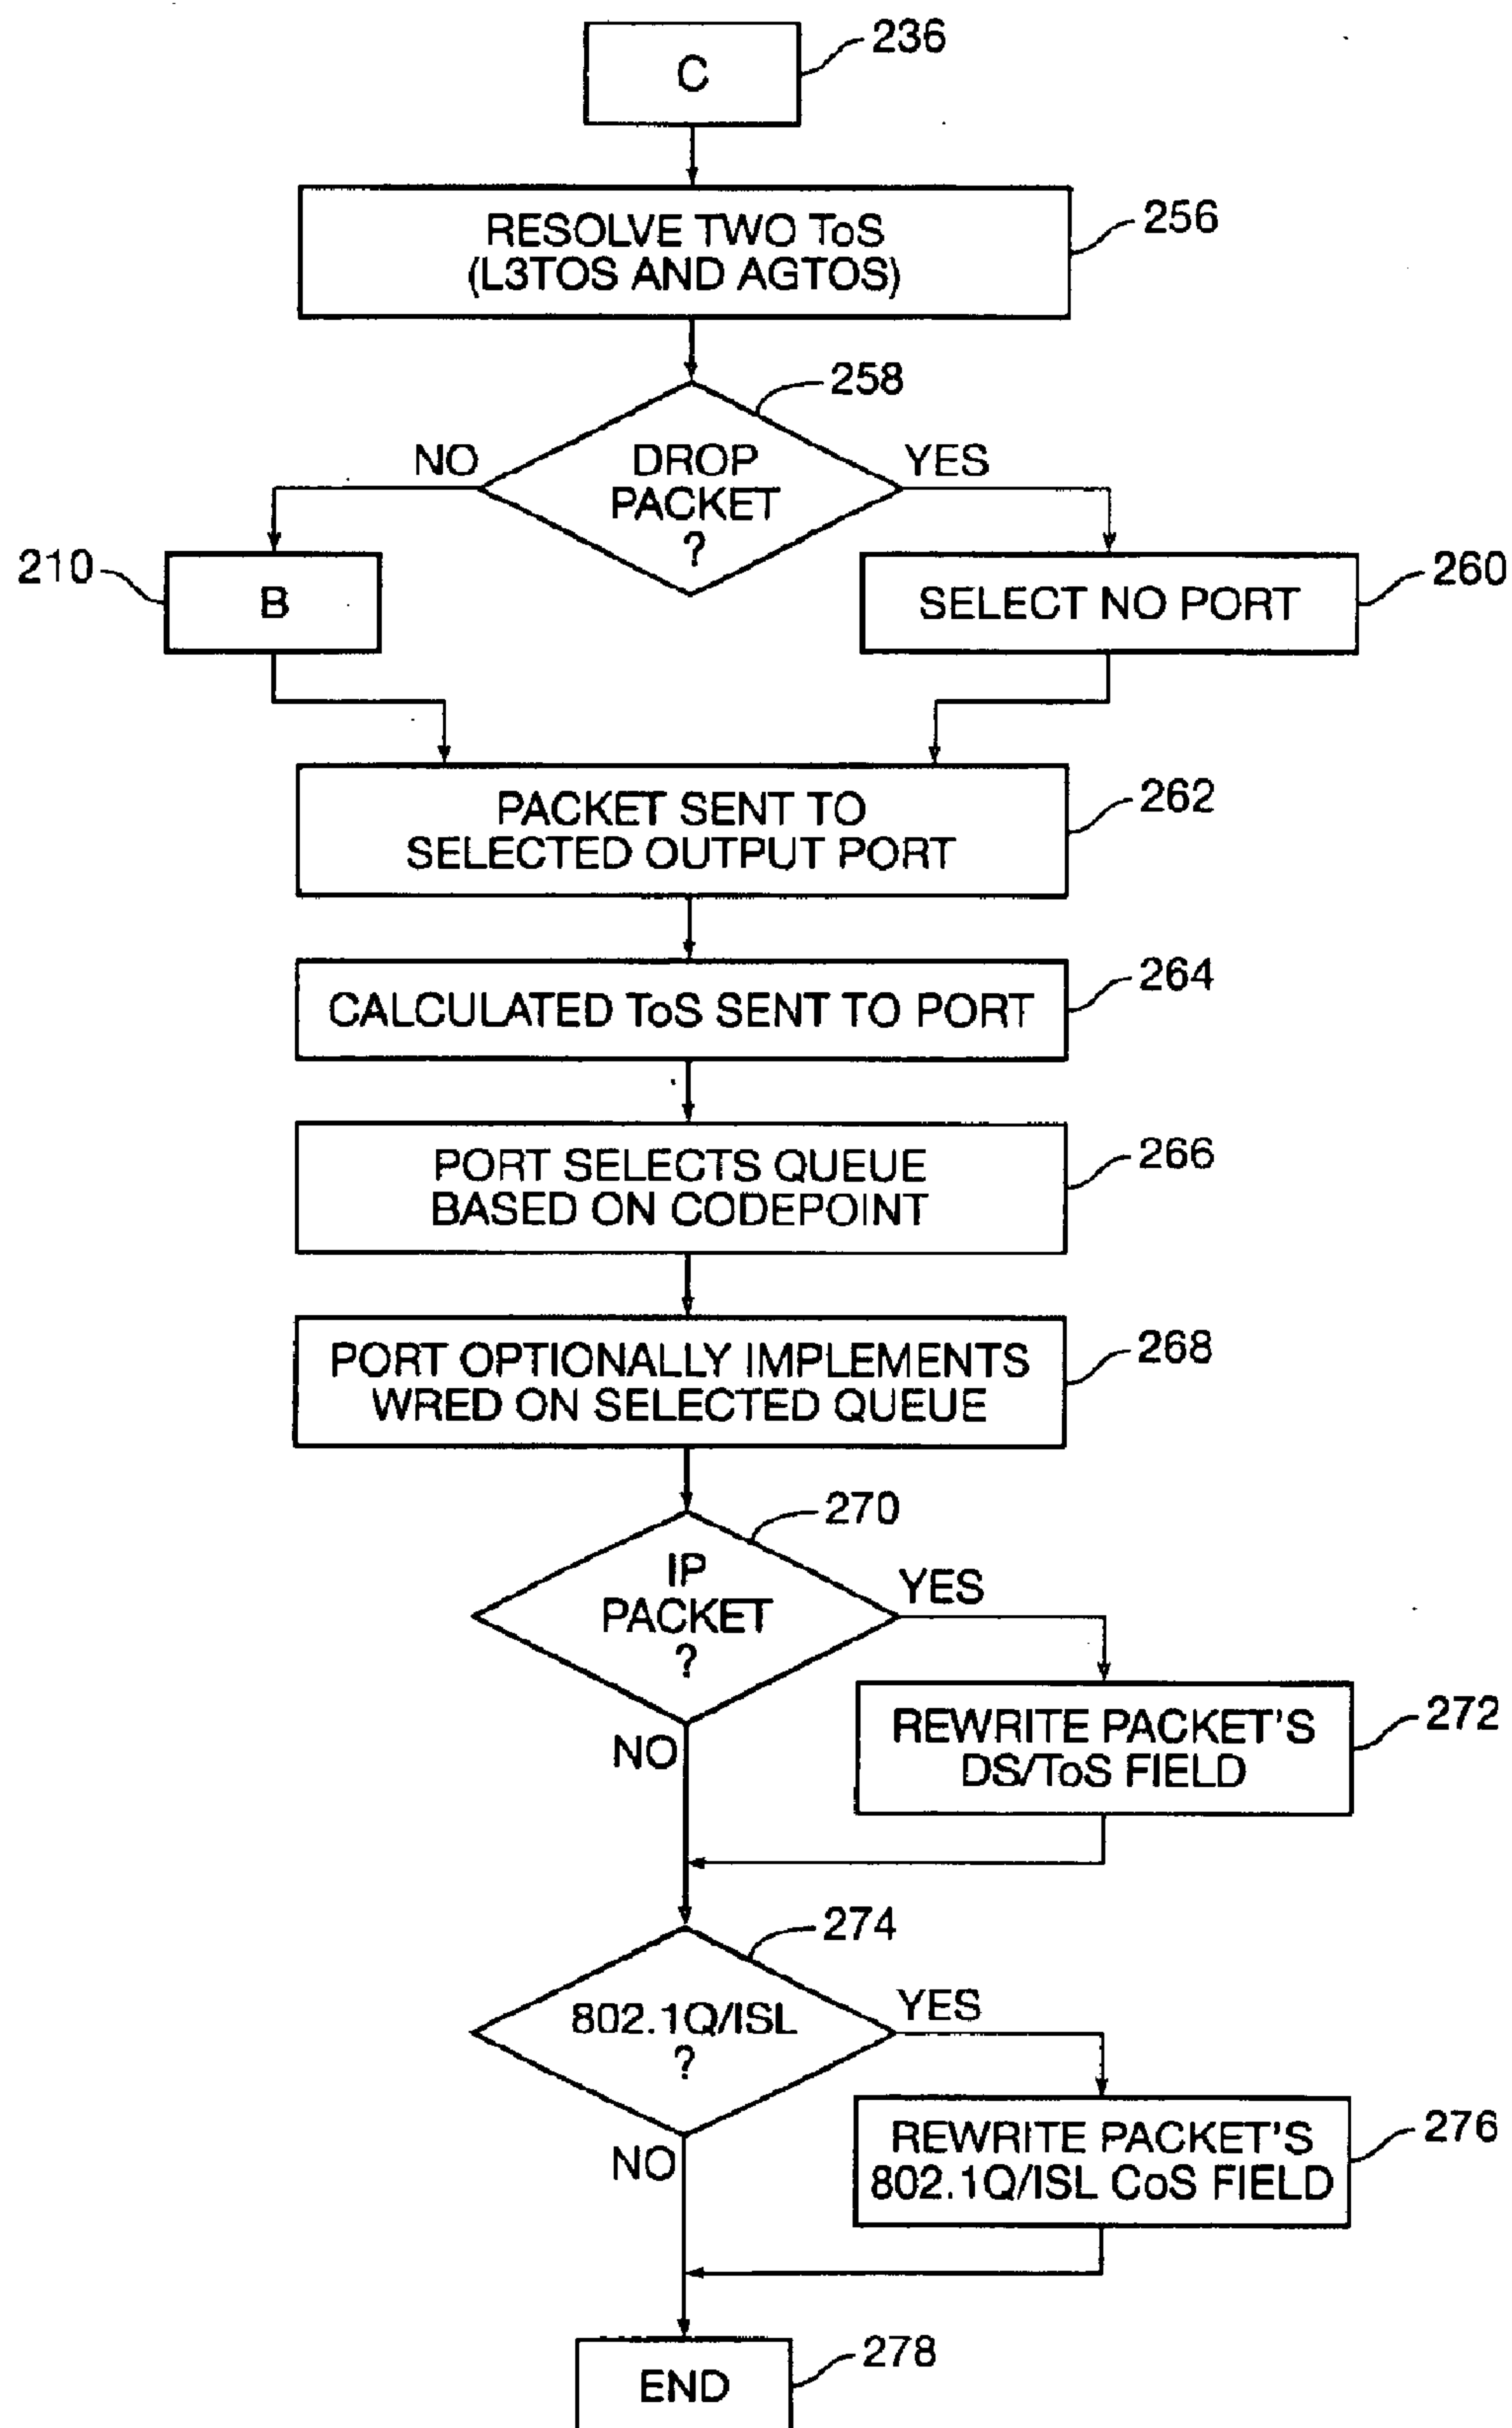 C
236
RESOLVE TWO ToS
(L3TOS AND AGTOS)
256
258
DROP
PACKET
?
NO
YES
210
B
SELECT NO PORT
260
PACKET SENT TO
SELECTED OUTPUT PORT
262
CALCULATED ToS SENT TO PORT
264
PORT SELECTS QUEUE
BASED ON CODEPOINT
266
PORT OPTIONALLY IMPLEMENTS
WRED ON SELECTED QUEUE
268
270
IP
PACKET
?
YES
NO
REWRITE PACKET'S
DS/ToS FIELD
272
274
802.1Q/ISL
?
YES
NO
REWRITE PACKET'S
802.1Q/ISL CoS FIELD
276
END
278